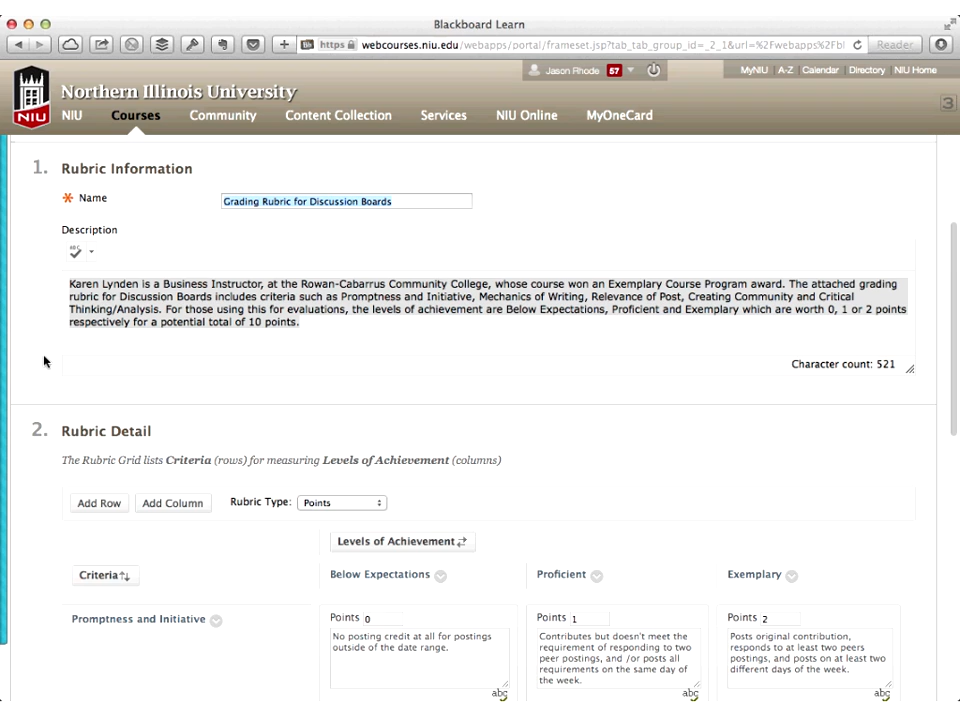 Blackboard Learn
https webcourses.niu.edu/webapps/portal/frameset.jsp?tab_tab_group_id=_2_1&url=%2Fwebapps%2Fbl Reader
Jason Rhode 57
MyNIU A-Z Calendar Directory NIU Home
NIU
Northern Illinois University
NIU Courses Community Content Collection Services NIU Online MyOneCard
3
1. Rubric Information
Name Grading Rubric for Discussion Boards
Description
ABC
Karen Lynden is a Business Instructor, at the Rowan-Cabarrus Community College, whose course won an Exemplary Course Program award. The attached grading
rubric for Discussion Boards includes criteria such as Promptness and Initiative, Mechanics of Writing, Relevance of Post, Creating Community and Critical
Thinking/Analysis. For those using this for evaluations, the levels of achievement are Below Expectations, Proficient and Exemplary which are worth 0, 1 or 2 points
respectively for a potential total of 10 points.
Character count: 521
2. Rubric Detail
The Rubric Grid lists Criteria (rows) for measuring Levels of Achievement (columns)
Add Row Add Column Rubric Type: Points
Levels of Achievement
Criteria Below Expectations Proficient Exemplary
Promptness and Initiative
Points 0
No posting credit at all for postings
outside of the date range.
abc
Points 1
Contributes but doesn't meet the
requirement of responding to two
peer postings, and /or posts all
requirements on the same day of
the week.
abc
Points 2
Posts original contribution,
responds to at least two peers
postings, and posts on at least two
different days of the week.
abc